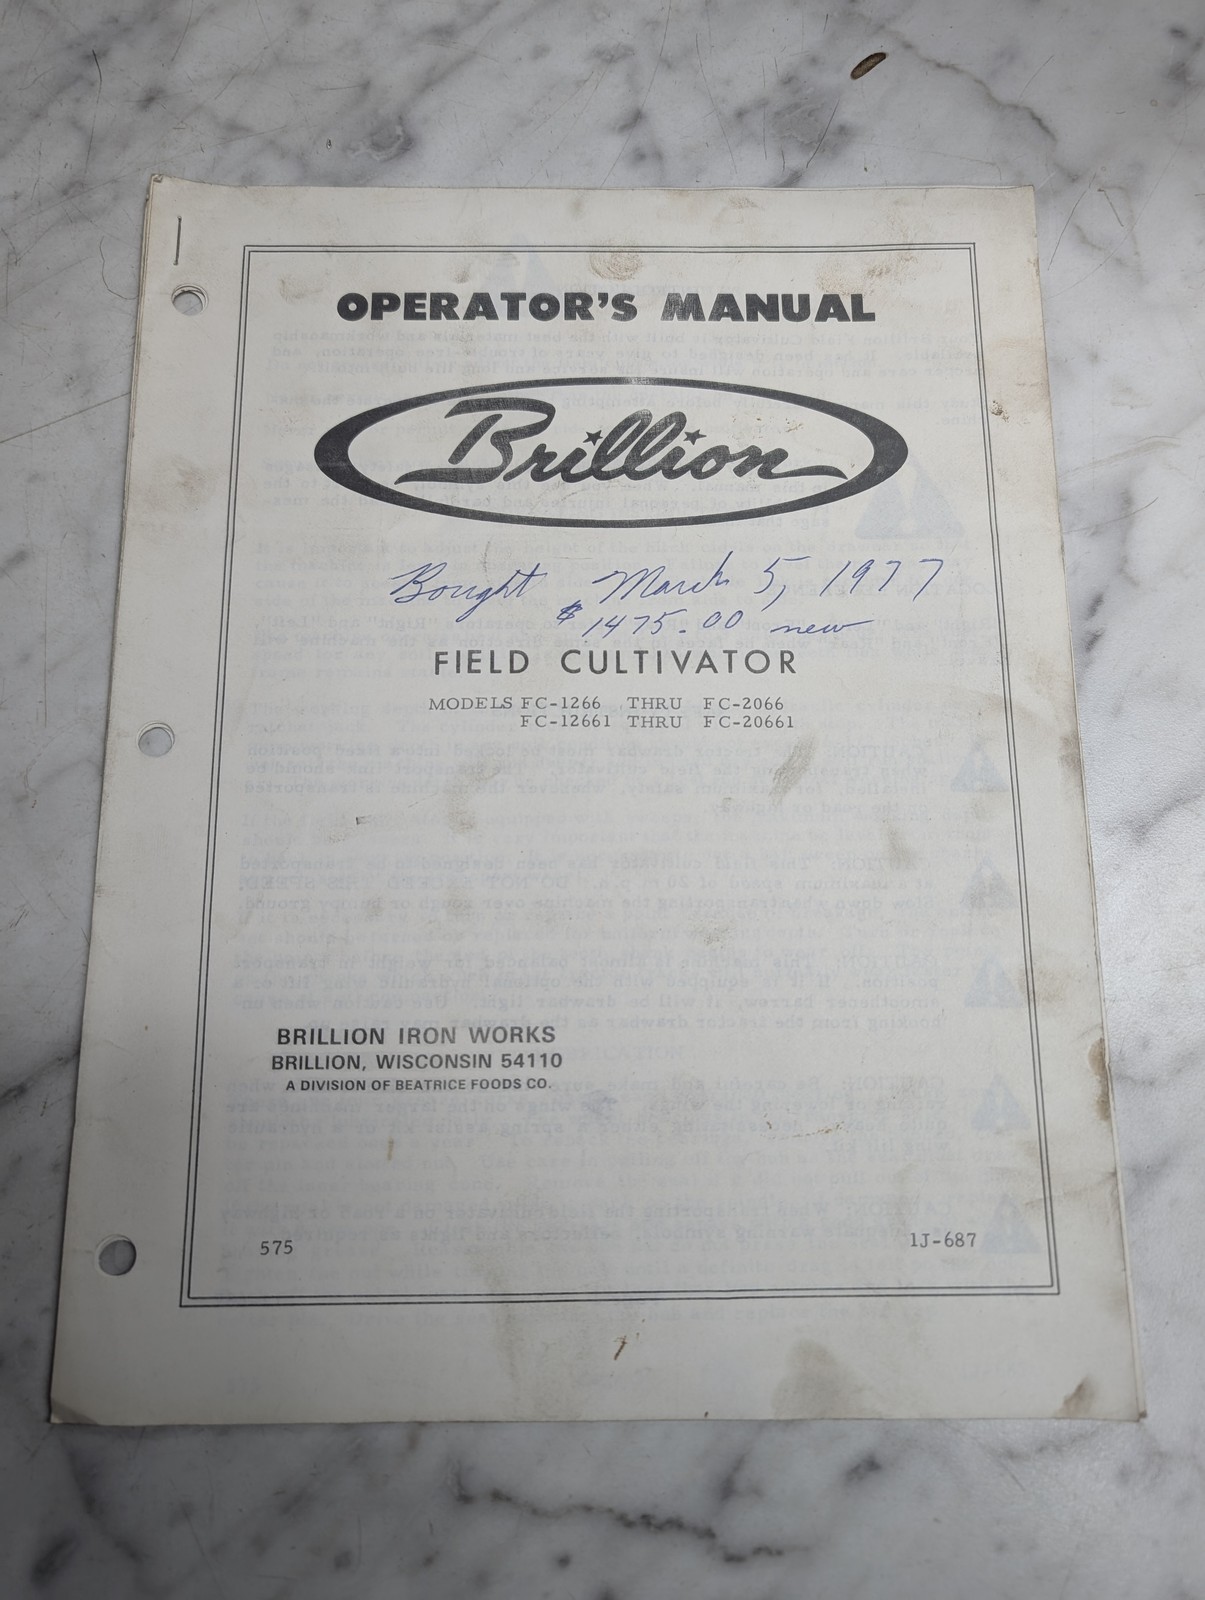 OPERATOR'S MANUAL
Brillion
Bought March 5, 1977
$1475.00 new
FIELD CULTIVATOR
MODELS FC-1266 THRU FC-2066
FC-12661 THRU FC-20661
BRILLION IRON WORKS
BRILLION, WISCONSIN 54110
A DIVISION OF BEATRICE FOODS CO.
575
1J-687